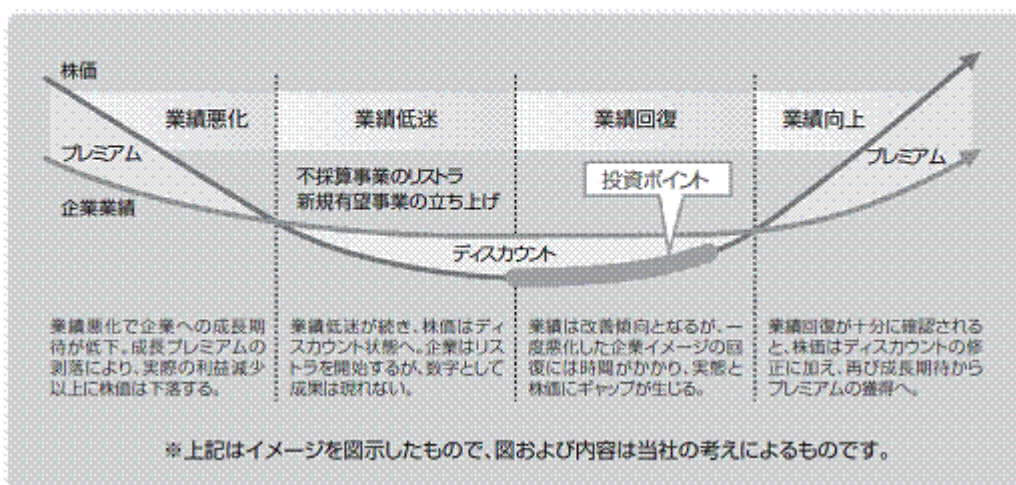 株価
業績悪化
業績低迷
業績回復
業績向上
プレミアム
プレミアム
不採算事業のリストラ
新規有望事業の立ち上げ
投資ポイント
企業業績
ディスカウント
業績悪化で企業への成長期
待が低下。成長プレミアムの
剥落により、実際の利益減少
以上に株価は下落する。
業績低迷が続き、株価はディ
スカウント状態へ。企業はリス
トラを開始するが、数字として
成果は現れない。
業績は改善傾向となるが、一
度悪化した企業イメージの回
復には時間がかかり、実態と
株価にギャップが生じる。
業績回復が十分に確認される
と、株価はディスカウントの修
正に加え、再び成長期待から
プレミアムの獲得へ。
※上記はイメージを図示したもので、図および内容は当社の考えによるものです。